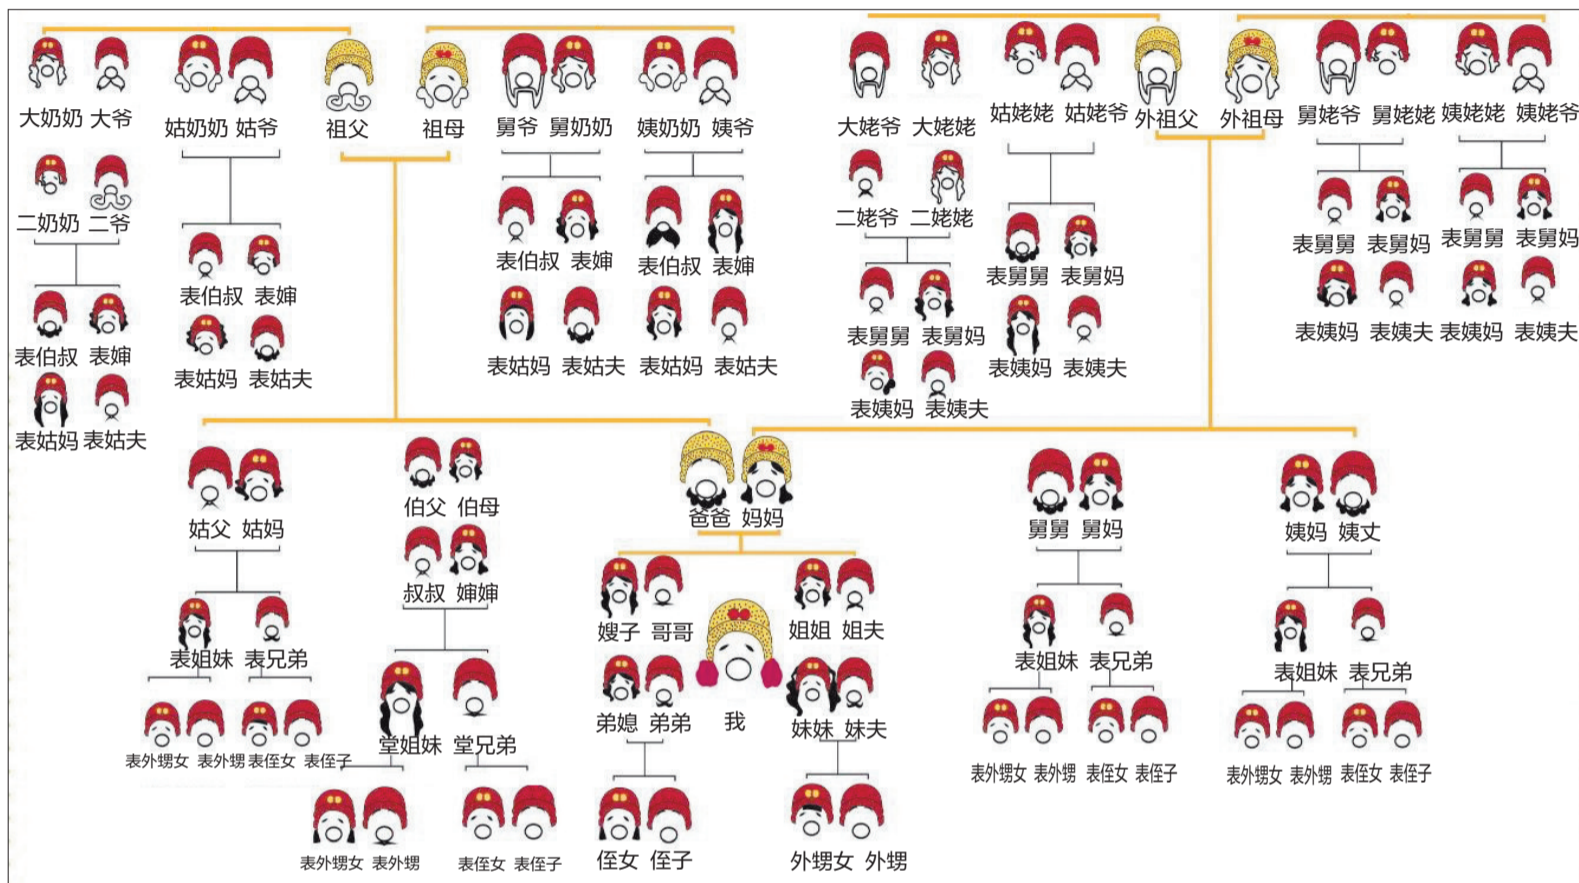 大奶奶 大爷
姑奶奶 姑爷
祖父
祖母
舅爷 舅奶奶
姨奶奶 姨爷
大姥爷 大姥姥
姑姥姥 姑姥爷
外祖父 外祖母
舅姥爷 舅姥姥
姨姥姥 姨姥爷
二奶奶 二爷
表伯叔 表婶
表姑妈 表姑夫
表伯叔 表婶
表姑妈 表姑夫
表伯叔 表婶
表姑妈 表姑夫
表伯叔 表婶
表姑妈 表姑夫
二姥爷 二姥姥
表舅舅 表舅妈
表姨妈 表姨夫
表舅舅 表舅妈
表姨妈 表姨夫
表舅舅 表舅妈
表姨妈 表姨夫
表舅舅 表舅妈
表姨妈 表姨夫
姑父 姑妈
伯父 伯母
叔叔 婶婶
爸爸 妈妈
舅舅 舅妈
姨妈 姨丈
表姐妹 表兄弟
表外甥女 表外甥 表侄女 表侄子
堂姐妹 堂兄弟
表外甥女 表外甥
表侄女 表侄子
嫂子 哥哥
姐姐 姐夫
弟媳 弟弟
我
妹妹 妹夫
侄女 侄子
外甥女 外甥
表姐妹 表兄弟
表外甥女 表外甥 表侄女 表侄子
表姐妹 表兄弟
表外甥女 表外甥 表侄女 表侄子